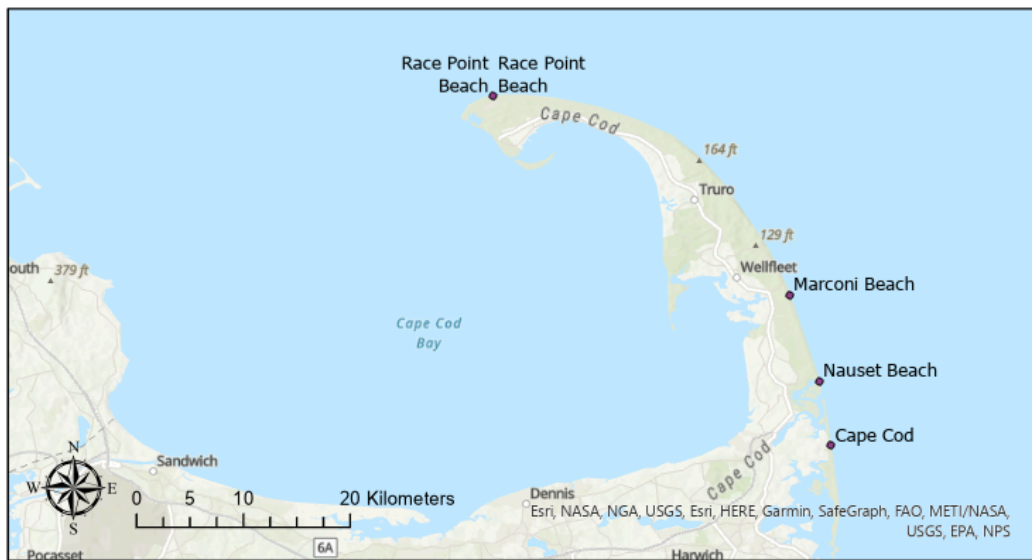 Race Point Race Point
Beach Beach
Cape Cod
164 ft
Truro
129 ft
outh
379 ft
Wellfleet
Marconi Beach
Cape Cod
Bay
Nauset Beach
Cape Cod
Cape Cod
N
W E
S
Sandwich
0 5 10 20 Kilometers
Dennis
Esri, NASA, NGA, USGS, Esri, HERE, Garmin, SafeGraph, FAO, METI/NASA,
USGS, EPA, NPS
6A
Pocasset
Harwich